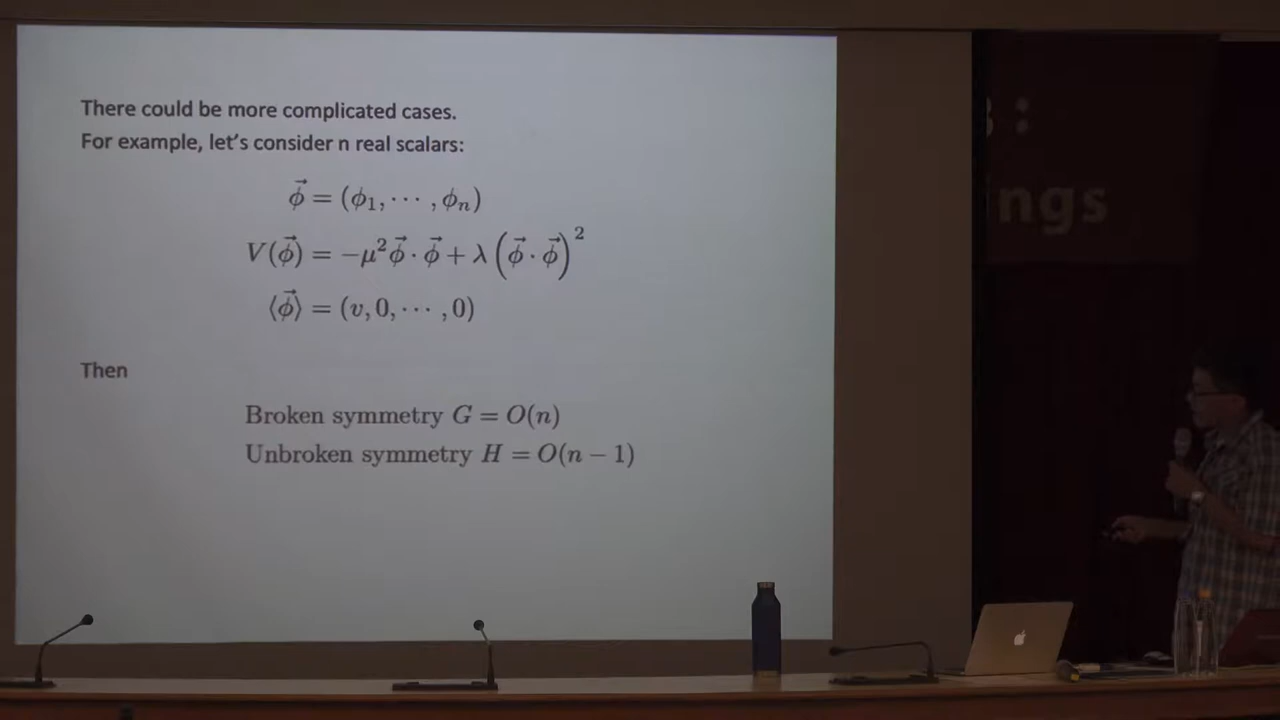 There could be more complicated cases.
For example, let's consider n real scalars:
$\vec{\phi} = (\phi_1, \cdots, \phi_n)$
$V(\vec{\phi}) = -\mu^2 \vec{\phi} \cdot \vec{\phi} + \lambda \left( \vec{\phi} \cdot \vec{\phi} \right)^2$
$\langle \vec{\phi} \rangle = (v, 0, \cdots, 0)$
Then
Broken symmetry $G = O(n)$
Unbroken symmetry $H = O(n-1)$